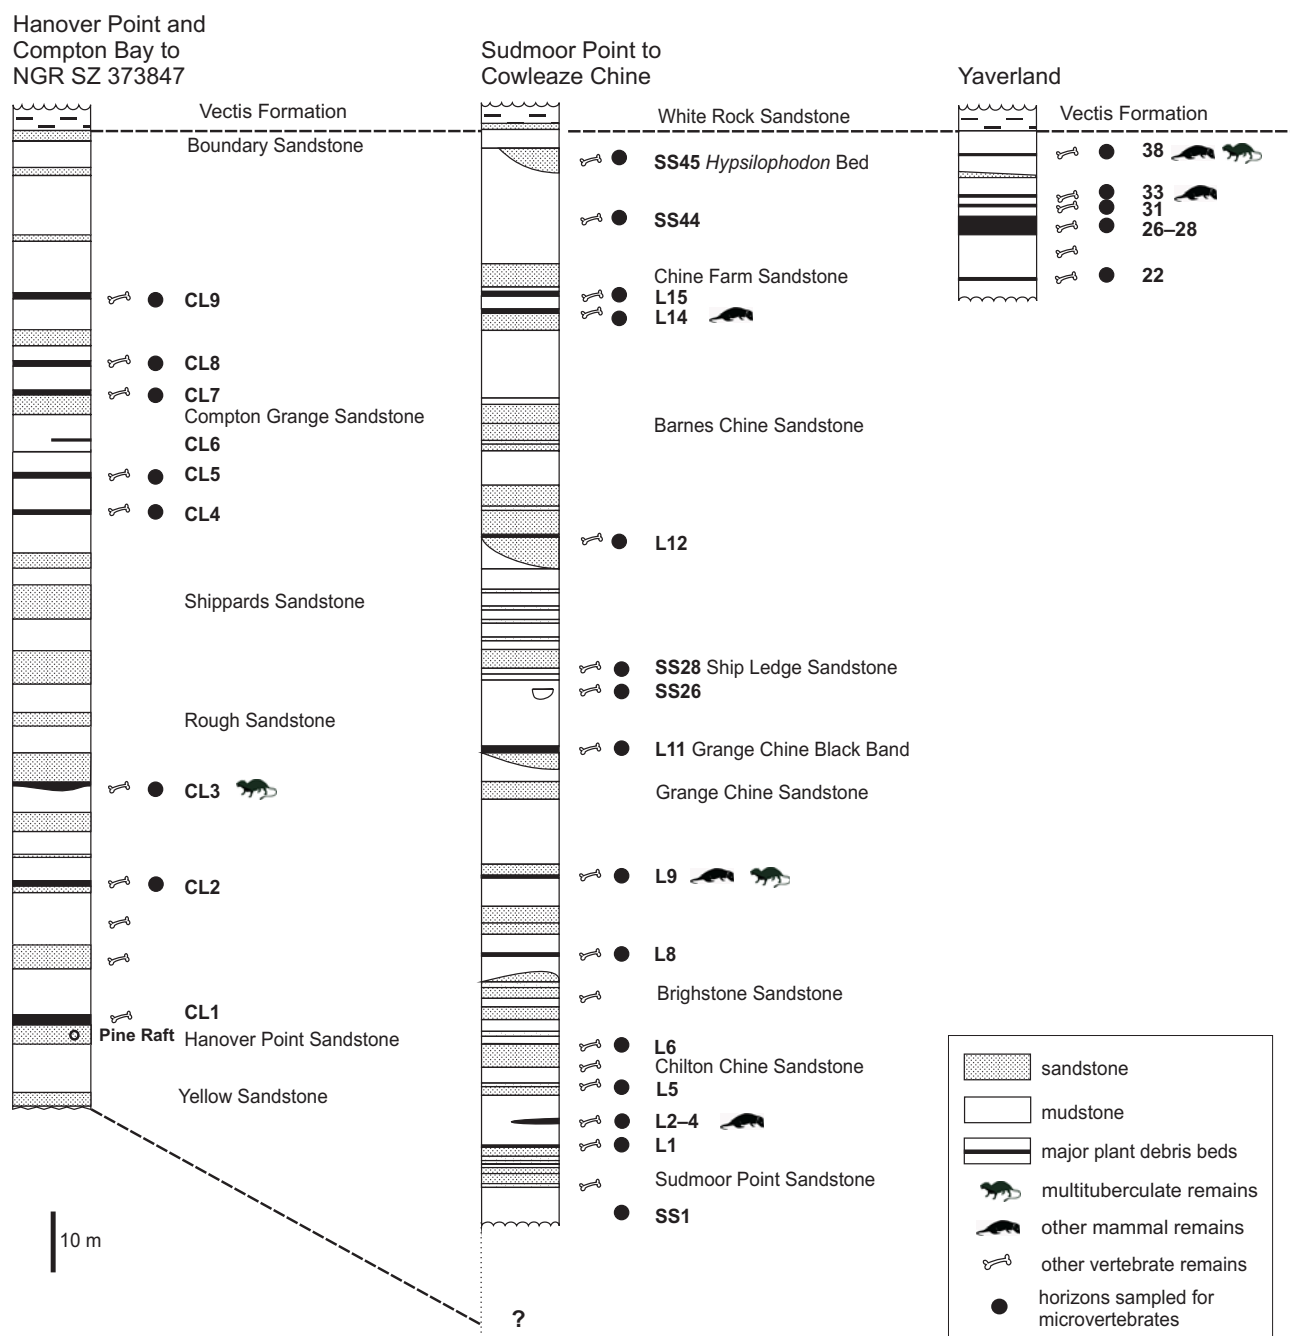 Hanover Point and
Compton Bay to
NGR SZ 373847
Vectis Formation
Boundary Sandstone
CL9
CL8
CL7
Compton Grange Sandstone
CL6
CL5
CL4
Shippards Sandstone
Rough Sandstone
CL3
CL2
CL1
Pine Raft Hanover Point Sandstone
Yellow Sandstone
10 m
Sudmoor Point to
Cowleaze Chine
White Rock Sandstone
SS45 Hypsilophodon Bed
SS44
Chine Farm Sandstone
L15
L14
Barnes Chine Sandstone
L12
SS28 Ship Ledge Sandstone
SS26
L11 Grange Chine Black Band
Grange Chine Sandstone
L9
L8
Brighstone Sandstone
L6
Chilton Chine Sandstone
L5
L2–4
L1
Sudmoor Point Sandstone
SS1
?
Yaverland
Vectis Formation
38
33
31
26–28
22
sandstone
mudstone
major plant debris beds
multituberculate remains
other mammal remains
other vertebrate remains
horizons sampled for
microvertebrates